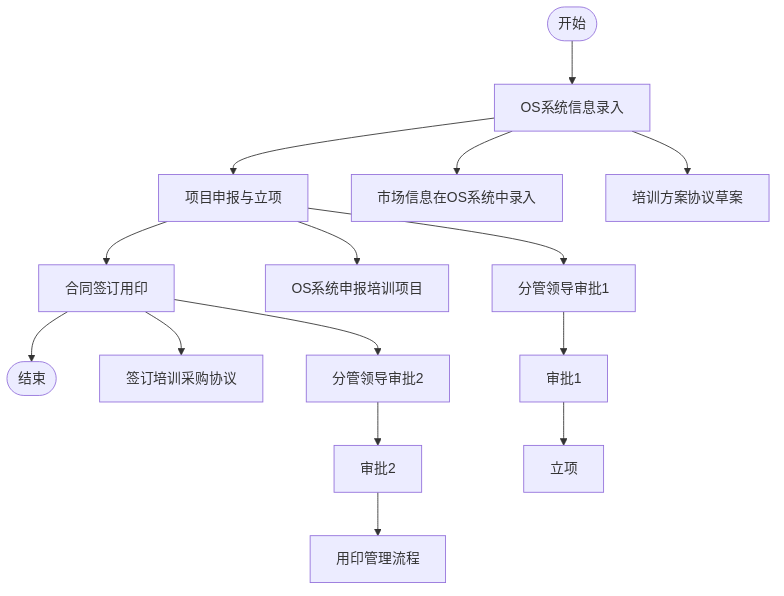 开始
OS系统信息录入
项目申报与立项
市场信息在OS系统中录入
培训方案协议草案
合同签订用印
OS系统申报培训项目
分管领导审批1
结束
签订培训采购协议
分管领导审批2
审批1
审批2
立项
用印管理流程